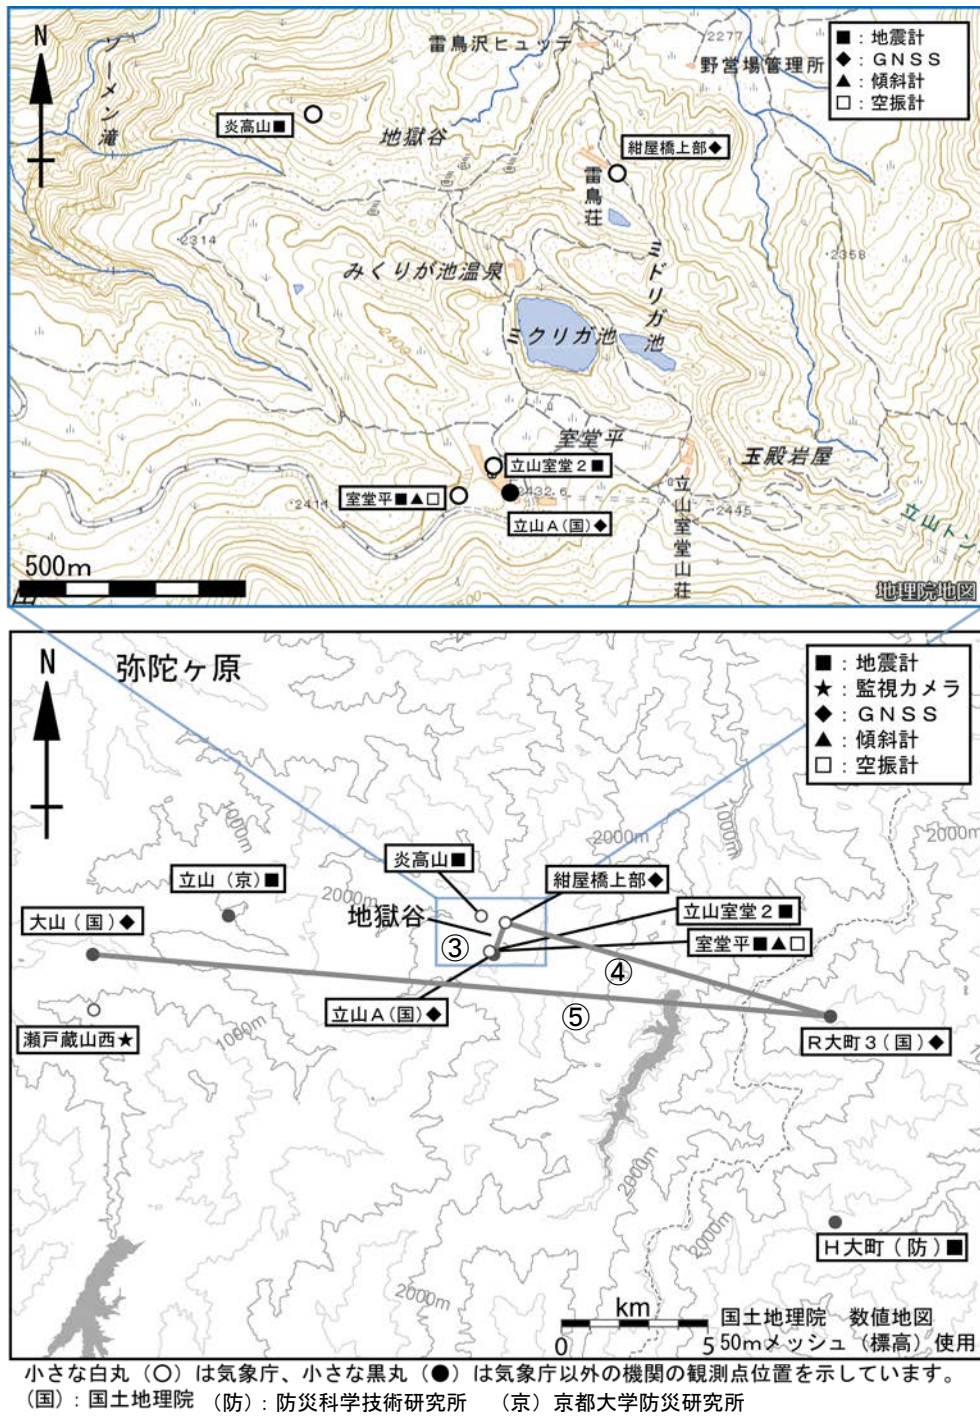 N
ソーメン滝
雷鳥沢ヒュッテ
2277
野営場管理所
■：地震計
◆：GNSS
▲：傾斜計
□：空振計
炎高山■
地獄谷
紺屋橋上部◆
雷鳥荘
2314
みくりが池温泉
ミドリガ池
2358
ミクリガ池
2400
室堂平
玉殿岩屋
立山室堂2■
室堂平■▲□
2432.6
2414
立山A（国）◆
2445
立山室堂山荘
立山トン
500m
2500
地理院地図
N
弥陀ヶ原
■：地震計
★：監視カメラ
◆：GNSS
▲：傾斜計
□：空振計
1000m
2000m
1000m
2000m
炎高山■
立山（京）■
紺屋橋上部◆
2000m
大山（国）◆
地獄谷
立山室堂2■
③
室堂平■▲□
④
立山A（国）◆
⑤
瀬戸蔵山西★
1000m
R大町3（国）◆
2000m
2000m
H大町（防）■
2000m
km
0 5
国土地理院　数値地図
50mメッシュ（標高）使用
小さな白丸（○）は気象庁、小さな黒丸（●）は気象庁以外の機関の観測点位置を示しています。
（国）：国土地理院　（防）：防災科学技術研究所　（京）京都大学防災研究所